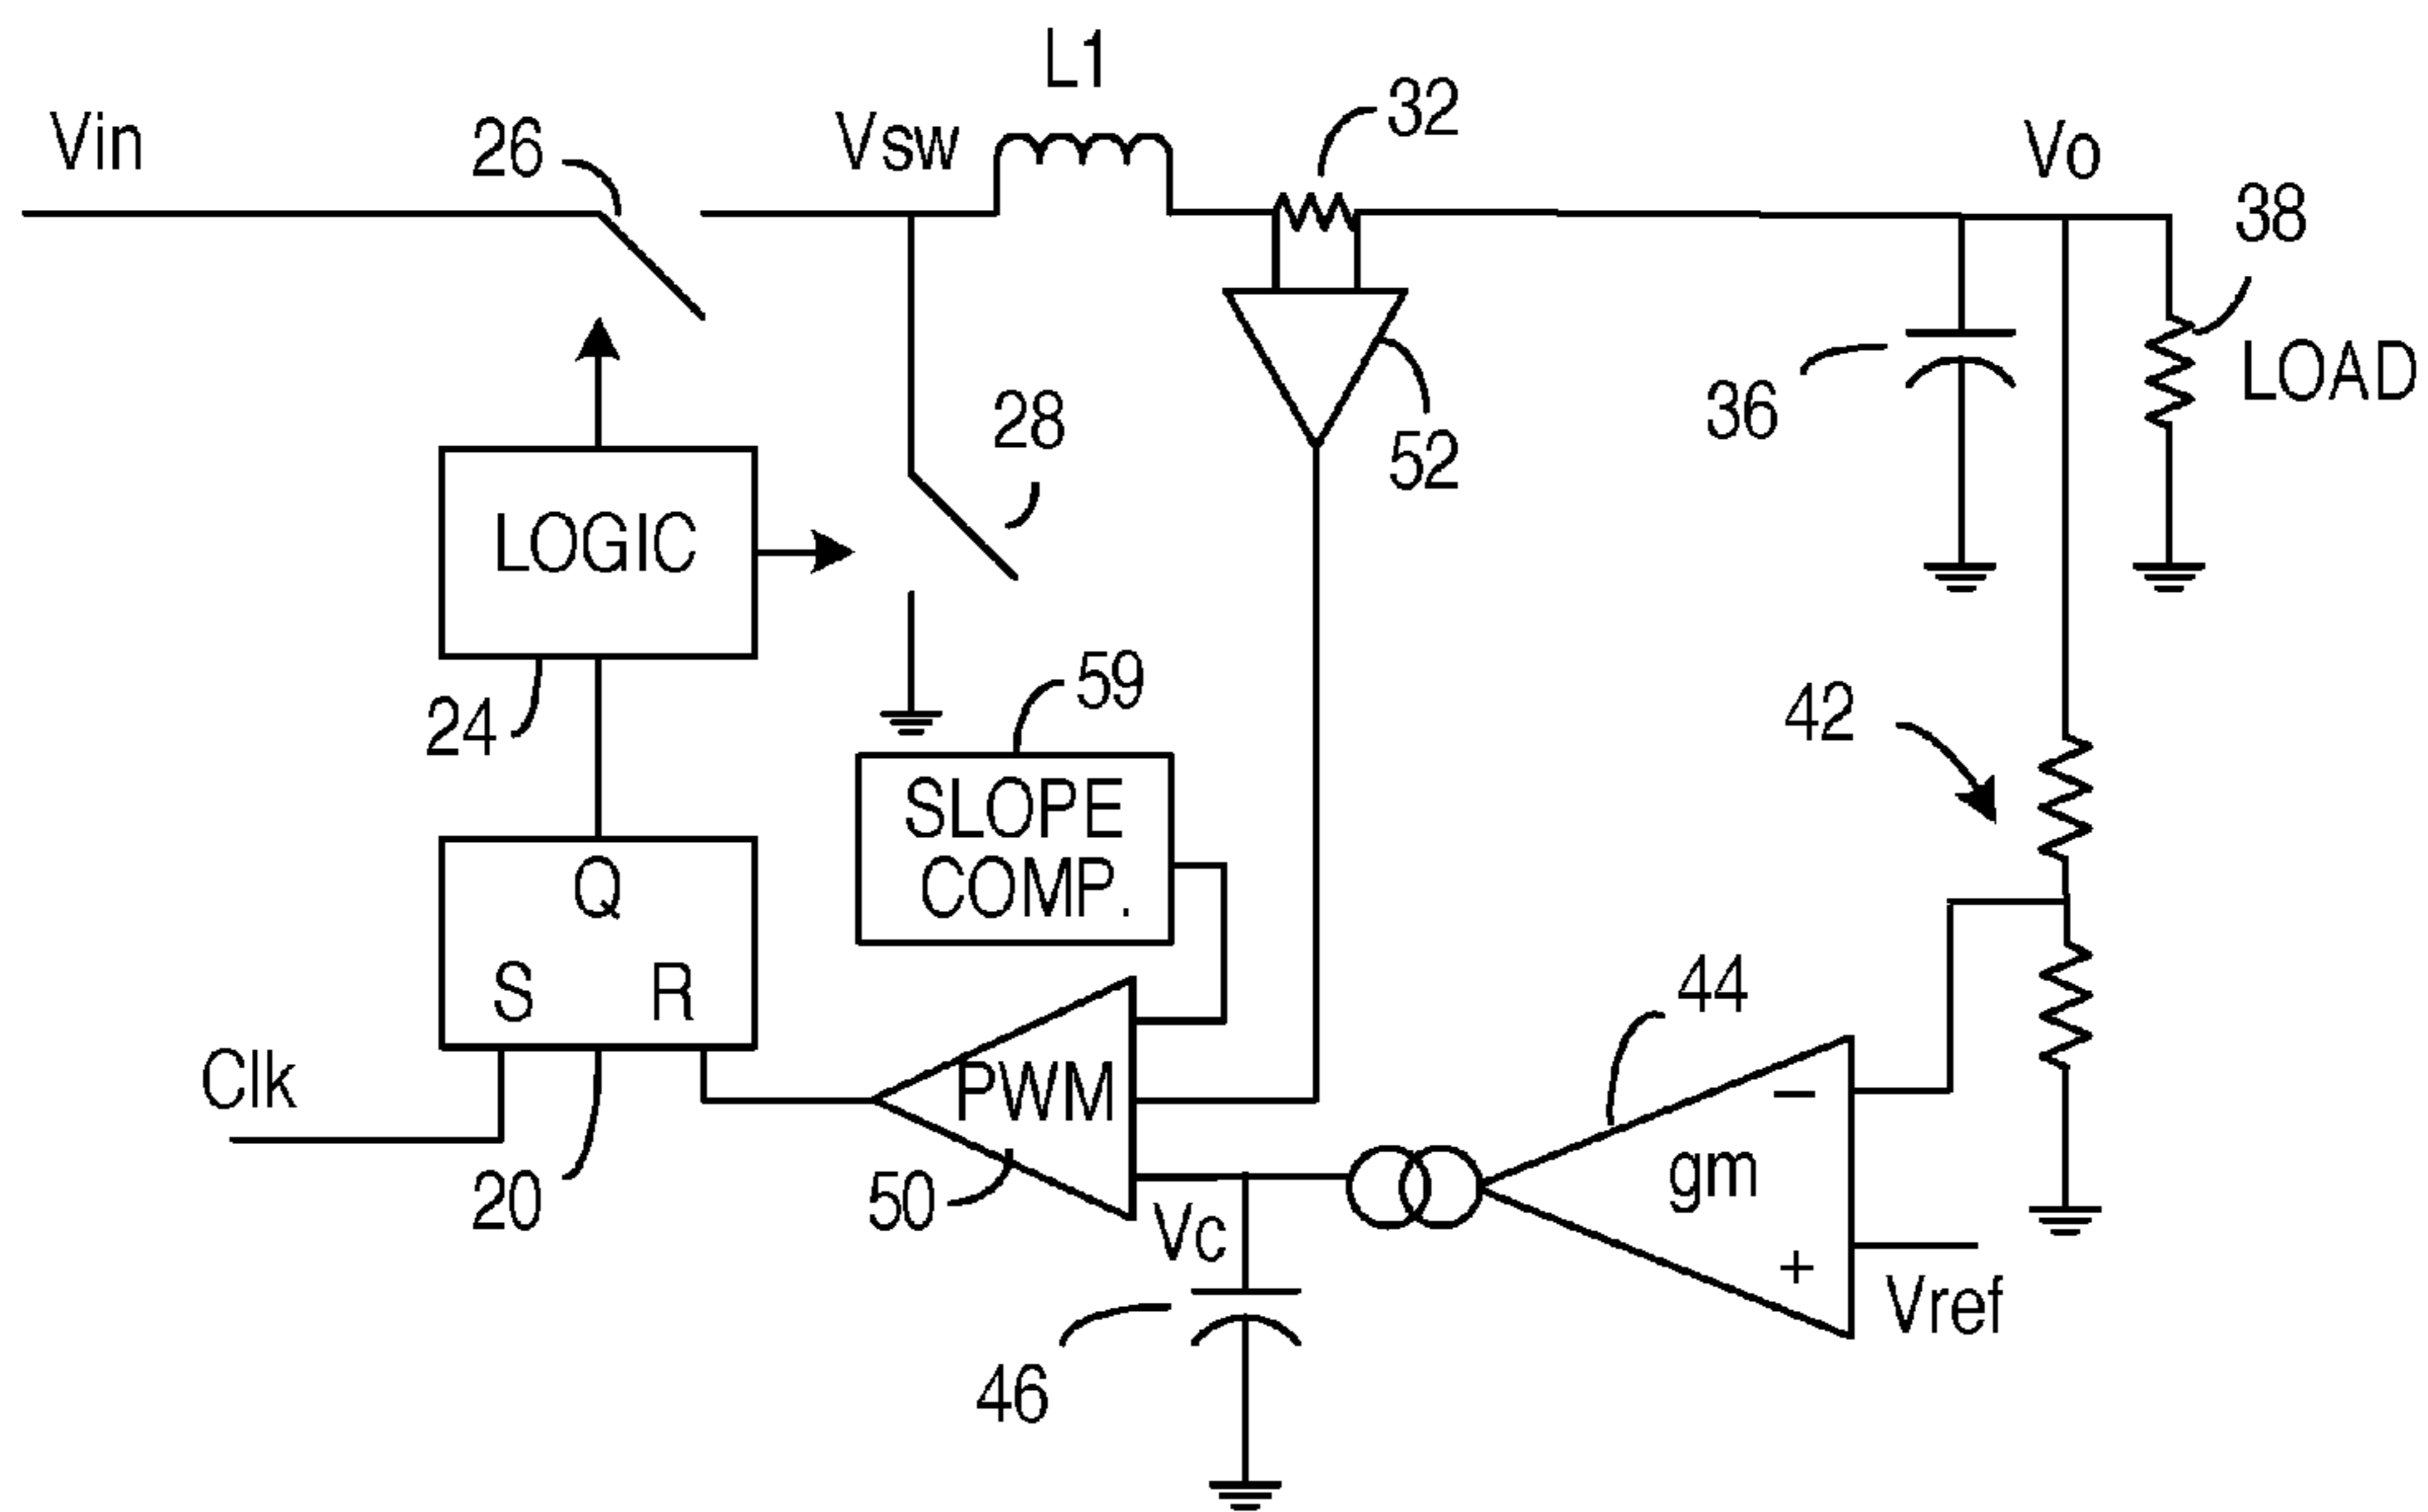 L1
32
Vin
26
Vsw
Vo
38
LOAD
36
28
52
LOGIC
24
59
42
SLOPE
COMP.
Q
S R
44
Clk
PWM
−
gm
20
50
Vc
+
Vref
46